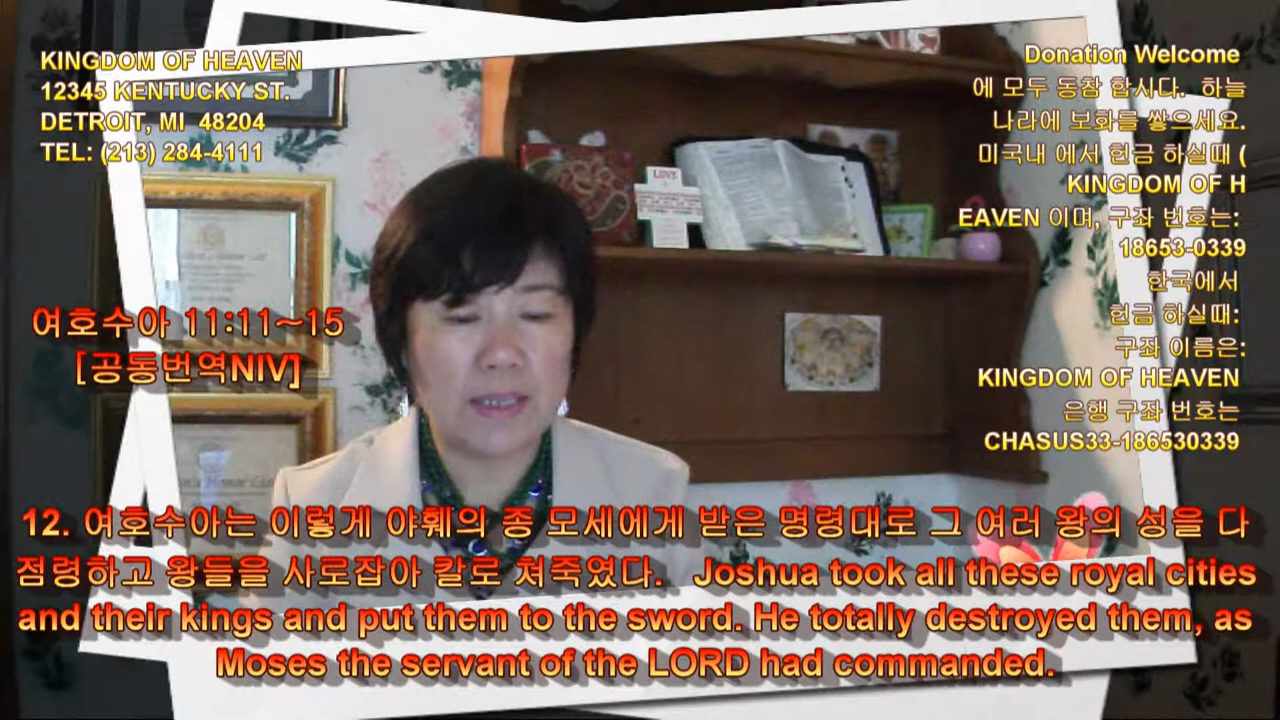 KINGDOM OF HEAVEN
12345 KENTUCKY ST.
DETROIT, MI  48204
TEL: (213) 284-4111
Donation Welcome
에 모두 동참 합시다.  하늘
나라에 보화를 쌓으세요.
미국내 에서 헌금 하실때 (
KINGDOM OF H
EAVEN 이며, 구좌 번호는:
18653-0339
한국에서
헌금 하실때:
구좌 이름은:
KINGDOM OF HEAVEN
은행 구좌 번호는
CHASUS33-186530339
LOVE
여호수아 11:11~15
[공동번역NIV]
12. 여호수아는 이렇게 야훼의 종 모세에게 받은 명령대로 그 여러 왕의 성을 다
점령하고 왕들을 사로잡아 칼로 쳐죽였다.   Joshua took all these royal cities
and their kings and put them to the sword. He totally destroyed them, as
Moses the servant of the LORD had commanded.